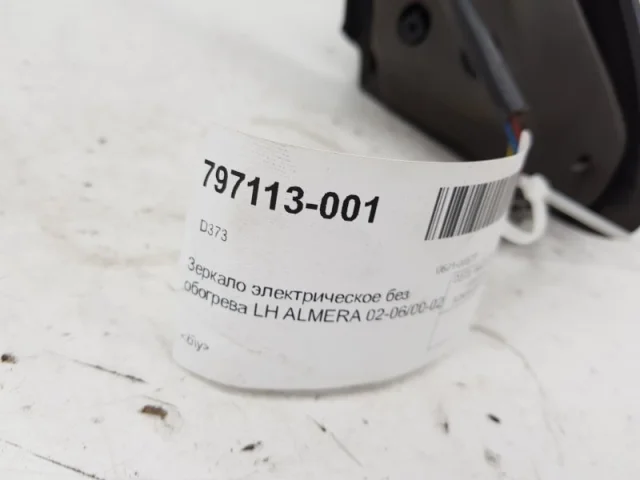 797113-001
D373
Зеркало электрическое без
обогрева LH ALMERA 02-06/00-02
<б\у>